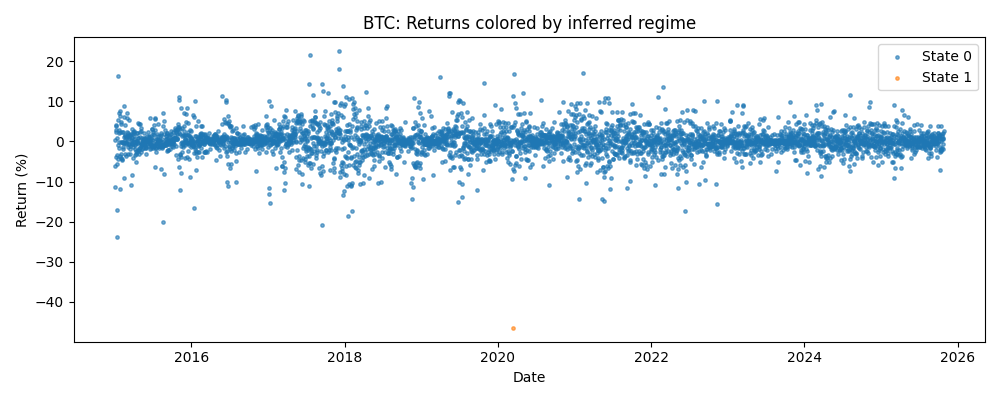 BTC: Returns colored by inferred regime
State 0
State 1
20
10
0
−10
−20
−30
−40
Return (%)
2016
2018
2020
2022
2024
2026
Date